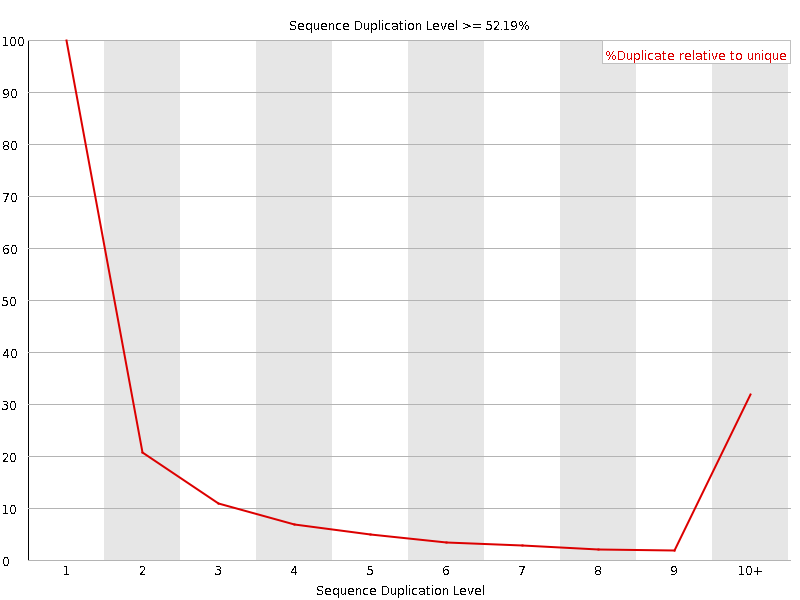 Sequence Duplication Level >= 52.19%
%Duplicate relative to unique
100
90
80
70
60
50
40
30
20
10
0
1 2 3 4 5 6 7 8 9 10+
Sequence Duplication Level